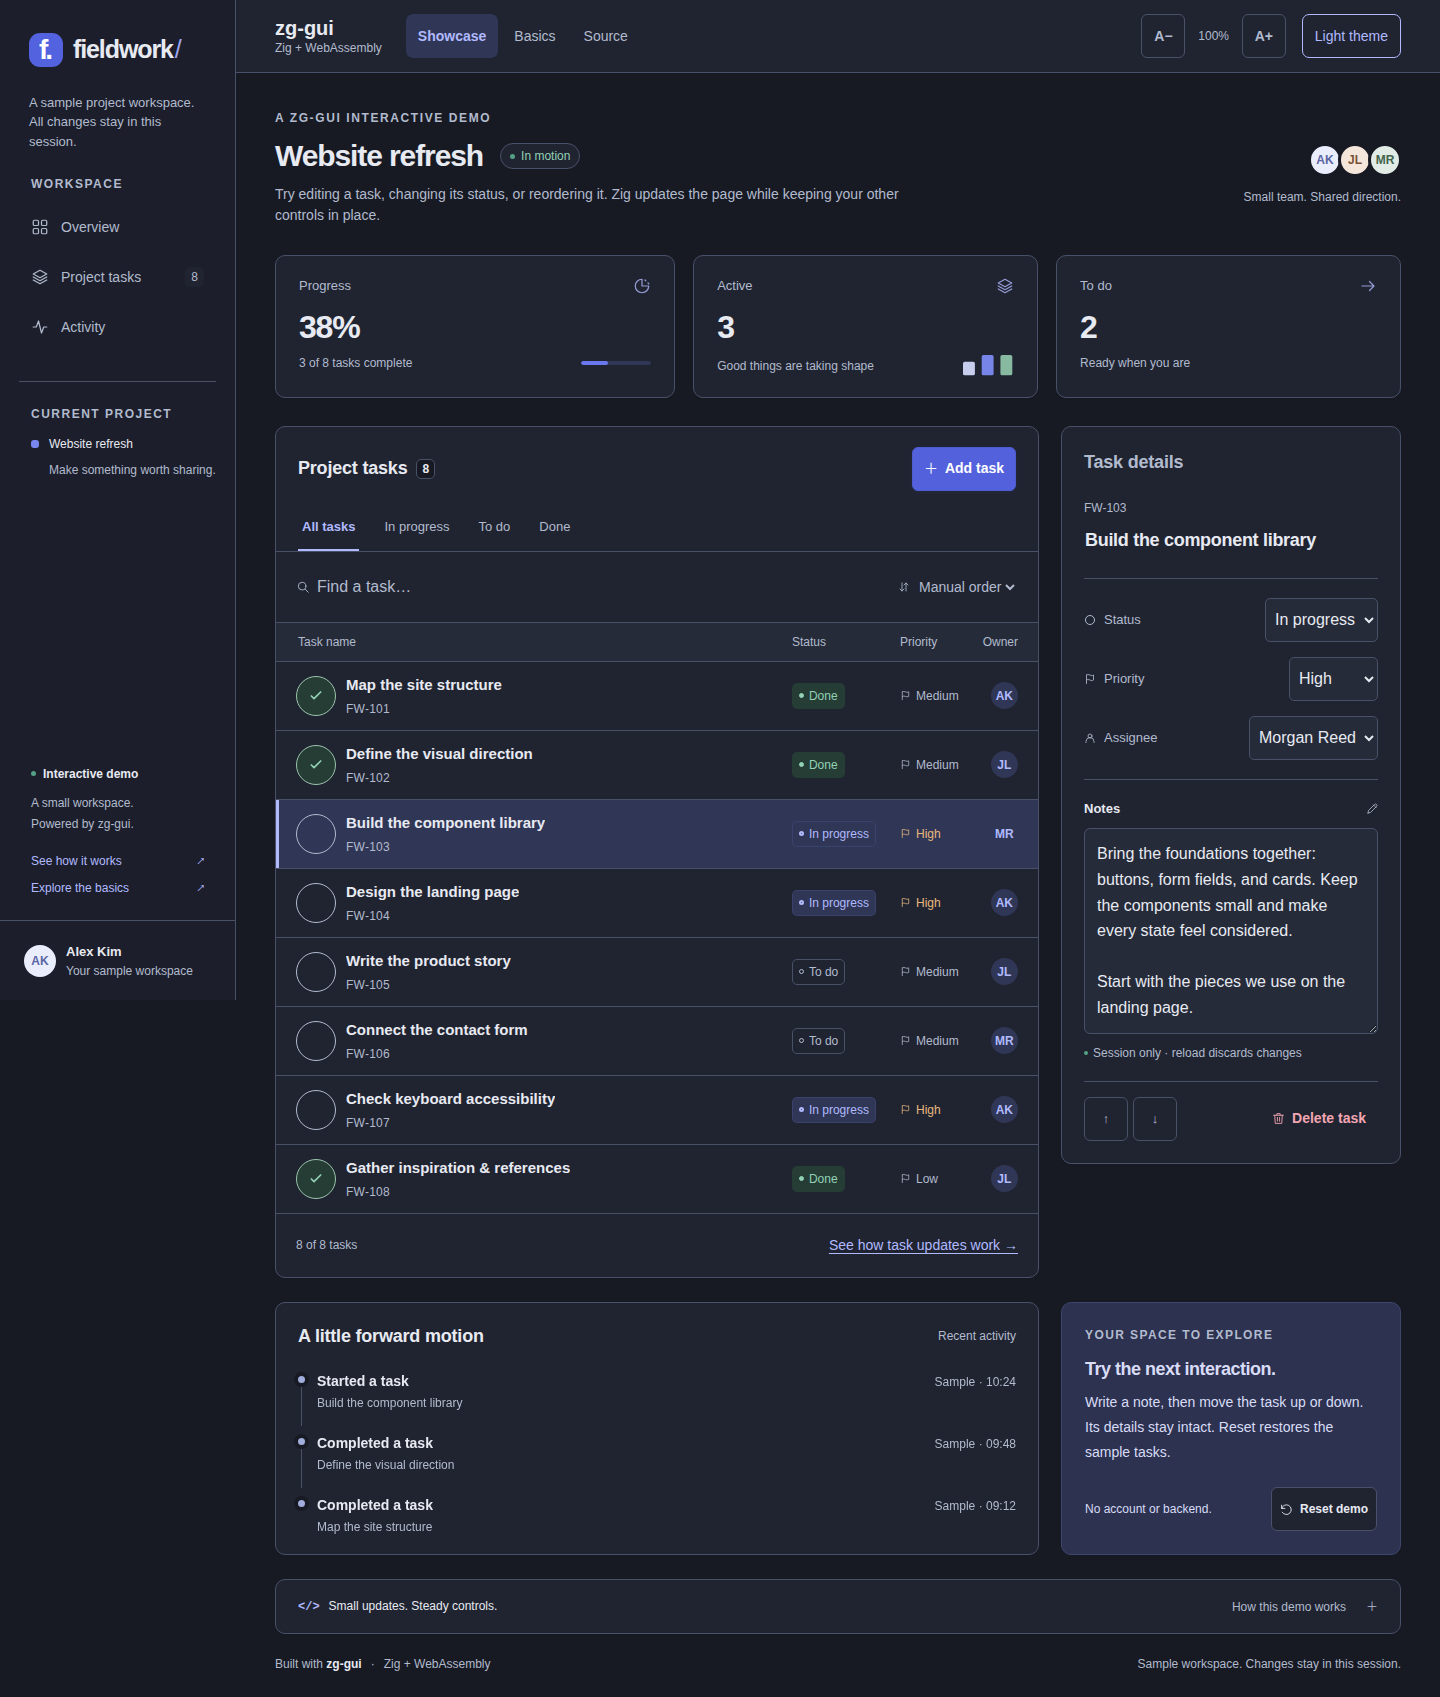 f. fieldwork/
A sample project workspace.
All changes stay in this
session.
WORKSPACE
Overview
Project tasks 8
Activity
CURRENT PROJECT
Website refresh
Make something worth sharing.
Interactive demo
A small workspace.
Powered by zg-gui.
See how it works ↗
Explore the basics ↗
AK Alex Kim
Your sample workspace
zg-gui
Zig + WebAssembly
Showcase Basics Source
A− 100% A+ Light theme
A ZG-GUI INTERACTIVE DEMO
Website refresh In motion
Try editing a task, changing its status, or reordering it. Zig updates the page while keeping your other
controls in place.
AK JL MR
Small team. Shared direction.
Progress
38%
3 of 8 tasks complete
Active
3
Good things are taking shape
To do
2
Ready when you are
Project tasks 8
+ Add task
All tasks In progress To do Done
Find a task…
Manual order
Task name Status Priority Owner
Map the site structure
FW-101
Done Medium AK
Define the visual direction
FW-102
Done Medium JL
Build the component library
FW-103
In progress High MR
Design the landing page
FW-104
In progress High AK
Write the product story
FW-105
To do Medium JL
Connect the contact form
FW-106
To do Medium MR
Check keyboard accessibility
FW-107
In progress High AK
Gather inspiration & references
FW-108
Done Low JL
8 of 8 tasks
See how task updates work →
Task details
FW-103
Build the component library
Status In progress
Priority High
Assignee Morgan Reed
Notes
Bring the foundations together:
buttons, form fields, and cards. Keep
the components small and make
every state feel considered.
Start with the pieces we use on the
landing page.
Session only · reload discards changes
↑ ↓ Delete task
A little forward motion
Recent activity
Started a task
Sample · 10:24
Build the component library
Completed a task
Sample · 09:48
Define the visual direction
Completed a task
Sample · 09:12
Map the site structure
YOUR SPACE TO EXPLORE
Try the next interaction.
Write a note, then move the task up or down.
Its details stay intact. Reset restores the
sample tasks.
No account or backend.
Reset demo
</> Small updates. Steady controls.
How this demo works +
Built with zg-gui · Zig + WebAssembly
Sample workspace. Changes stay in this session.